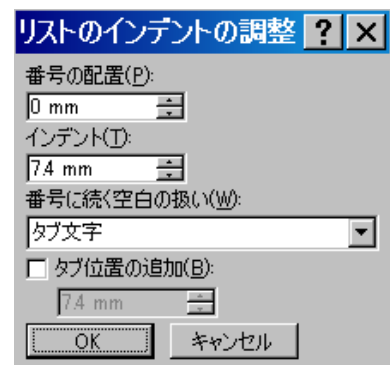 リストのインデントの調整 ? ×
番号の配置(P):
0 mm
インデント(T):
7.4 mm
番号に続く空白の扱い(W):
タブ文字
タブ位置の追加(B):
7.4 mm
OK キャンセル